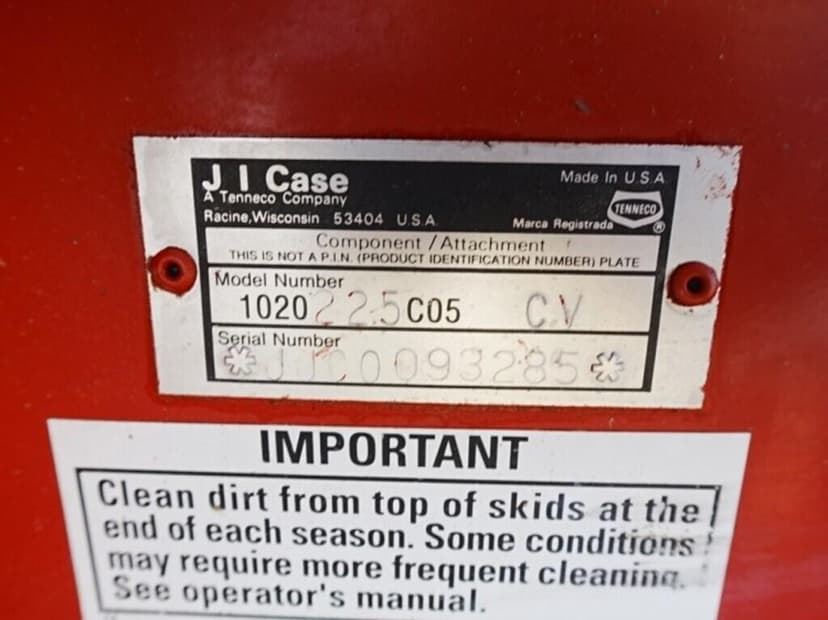 J I Case
A Tenneco Company
Racine, Wisconsin 53404 U.S.A.
Made In U.S.A.
TENNECO
Marca Registrada ®
Component / Attachment
THIS IS NOT A P.I.N. (PRODUCT IDENTIFICATION NUMBER) PLATE
Model Number
1020 22.5 C05 C.V
Serial Number
IMPORTANT
Clean dirt from top of skids at the
end of each season. Some conditions
may require more frequent cleaning.
See operator's manual.